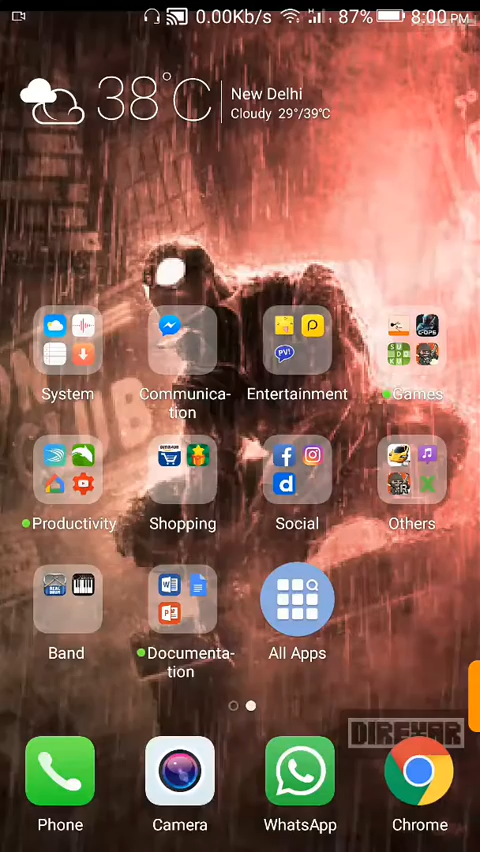 0.00Kb/s 87% 8:00 PM
38°C
New Delhi
Cloudy 29°/39°C
System
Communica-
tion
Entertainment
Games
Productivity
Shopping
Social
Others
Band
Documenta-
tion
All Apps
DIREXAR
Phone
Camera
WhatsApp
Chrome